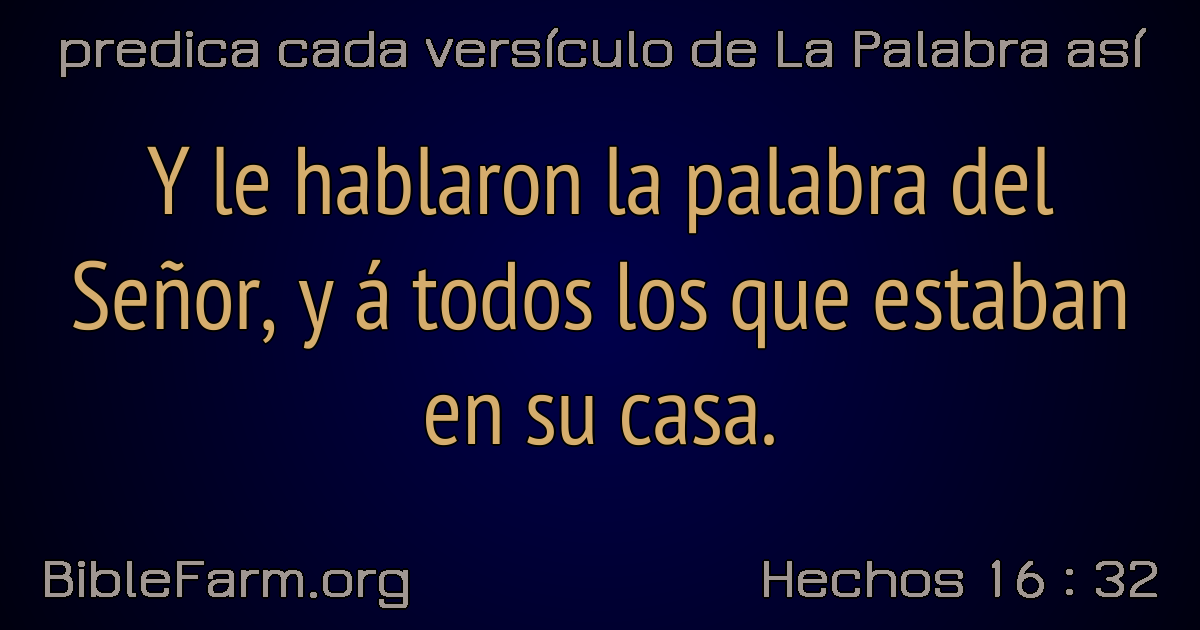 predica cada versículo de La Palabra así
Y le hablaron la palabra del
Señor, y á todos los que estaban
en su casa.
BibleFarm.org
Hechos 16 : 32